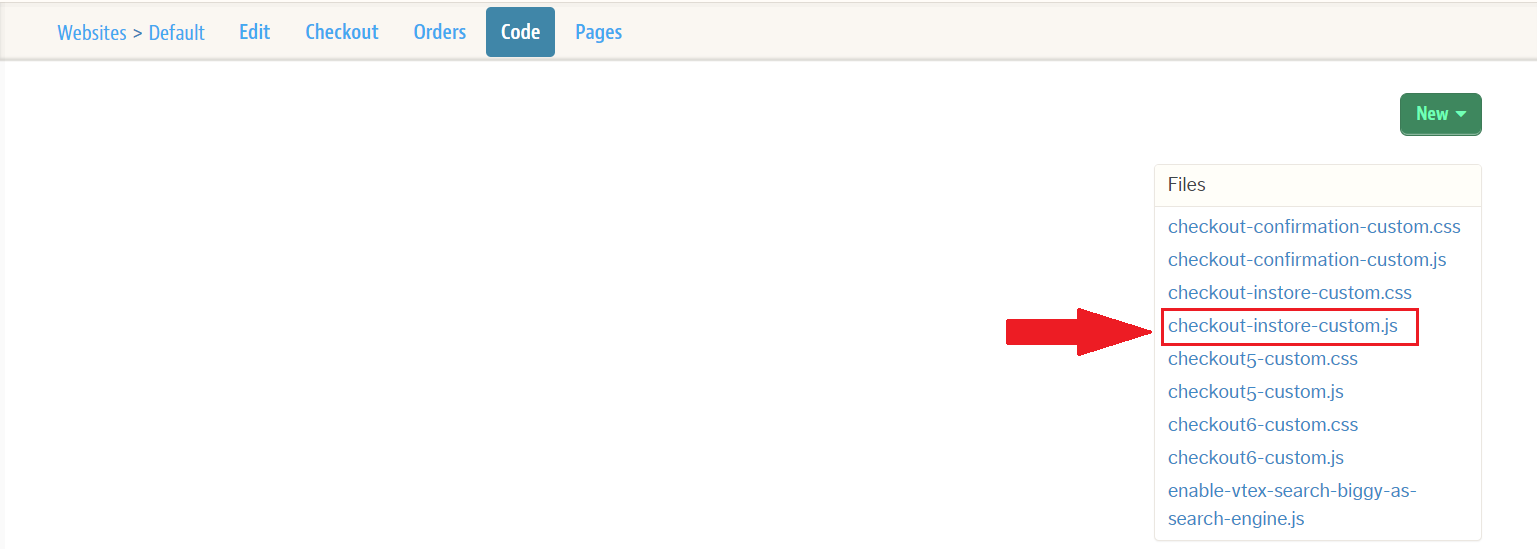 Websites > Default Edit Checkout Orders Code Pages
New
Files
checkout-confirmation-custom.css
checkout-confirmation-custom.js
checkout-instore-custom.css
checkout-instore-custom.js
checkout5-custom.css
checkout5-custom.js
checkout6-custom.css
checkout6-custom.js
enable-vtex-search-biggy-as-
search-engine.js